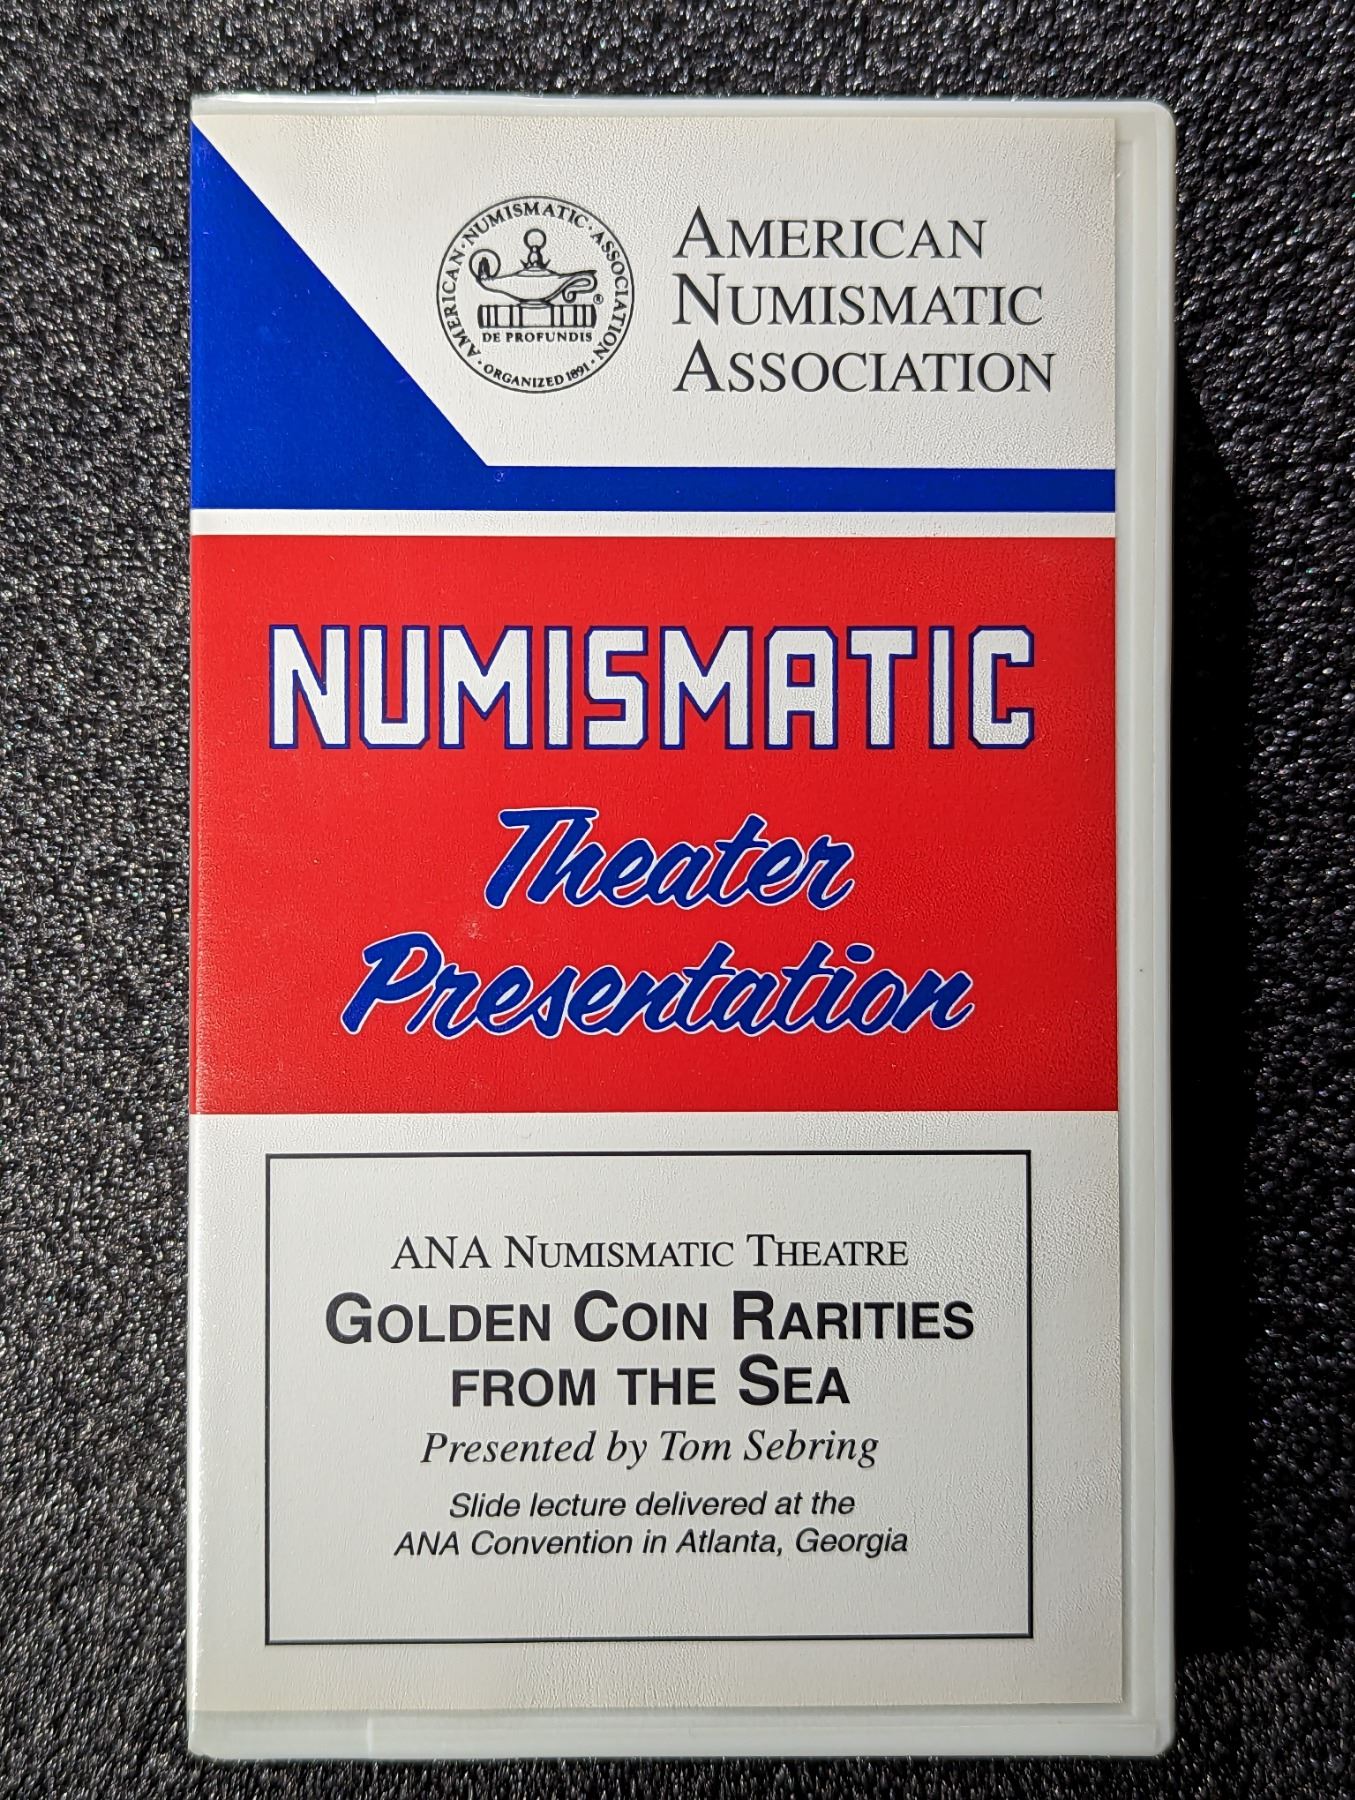 AMERICAN·NUMISMATIC·ASSOCIATION·
DE PROFUNDIS
®
·ORGANIZED 1891·
AMERICAN
NUMISMATIC
ASSOCIATION
NUMISMATIC
Theater
Presentation
ANA NUMISMATIC THEATRE
GOLDEN COIN RARITIES
FROM THE SEA
Presented by Tom Sebring
Slide lecture delivered at the
ANA Convention in Atlanta, Georgia